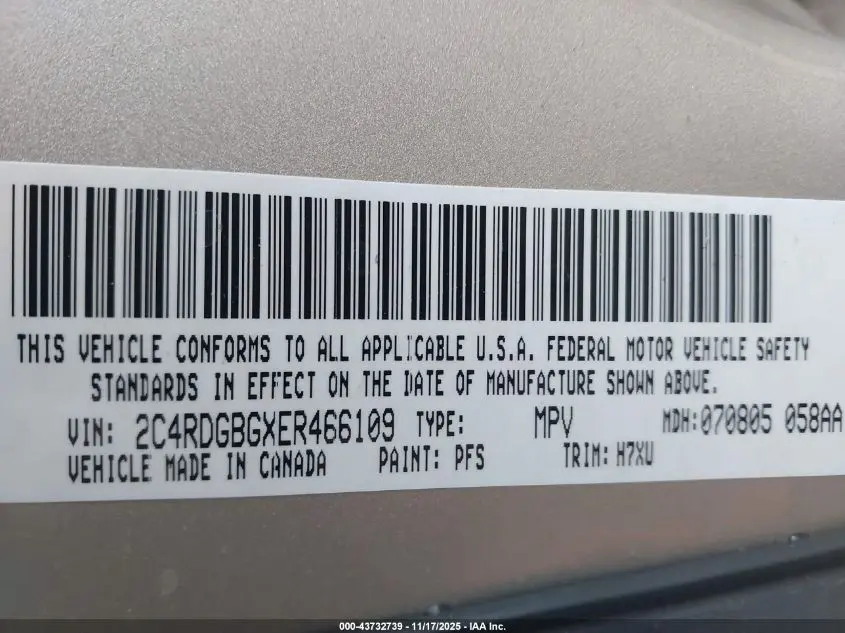 THIS VEHICLE CONFORMS TO ALL APPLICABLE U.S.A. FEDERAL MOTOR VEHICLE SAFETY
STANDARDS IN EFFECT ON THE DATE OF MANUFACTURE SHOWN ABOVE.
VIN: 2C4RDGBGXER466109 TYPE: MPV MDH:070805 058AA
VEHICLE MADE IN CANADA PAINT: PFS TRIM: H7XU
000-43732739 - 11/17/2025 - IAA Inc.